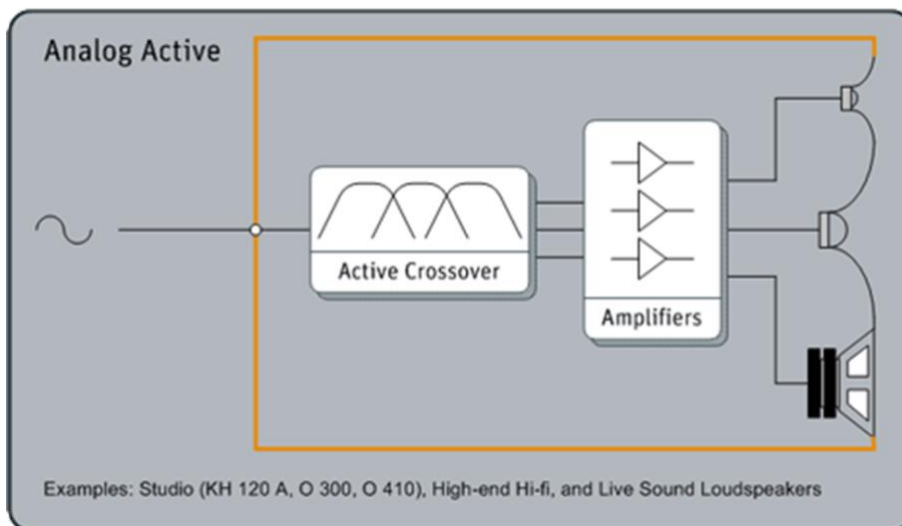 Analog Active
Active Crossover
Amplifiers
Examples: Studio (KH 120 A, O 300, O 410), High-end Hi-fi, and Live Sound Loudspeakers